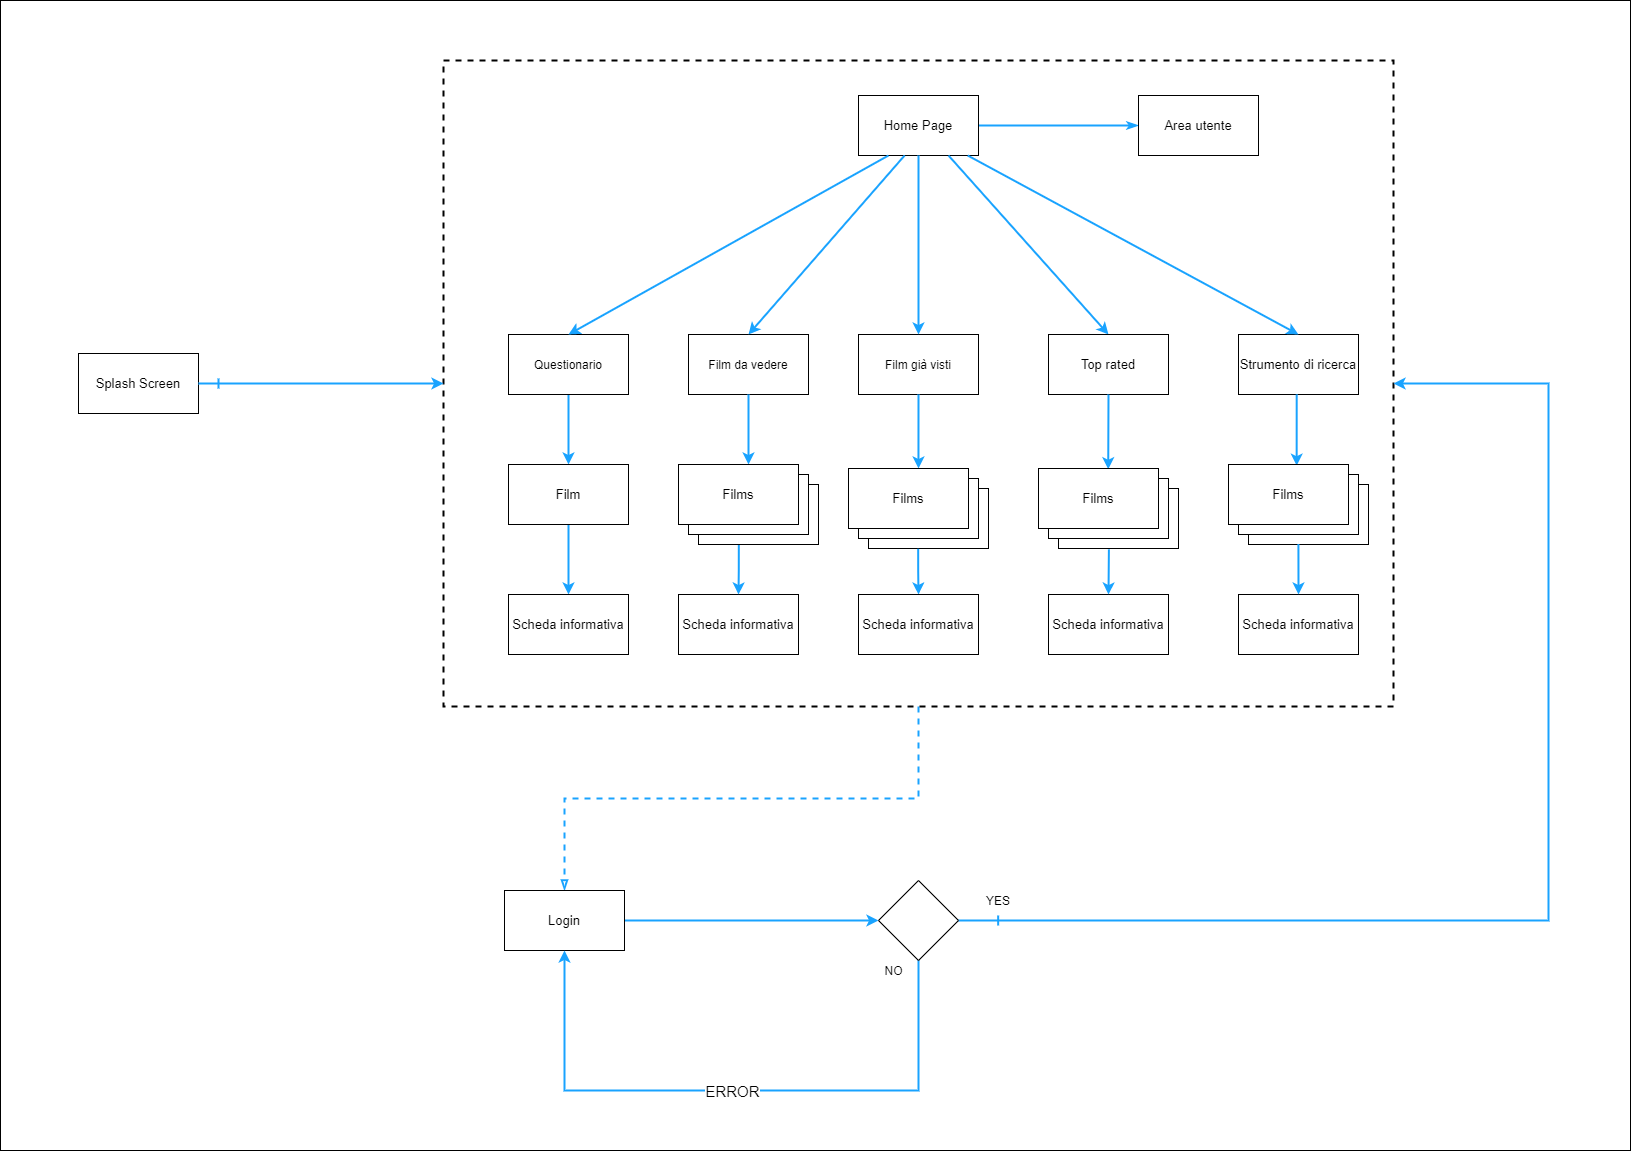 Home Page
Area utente
Questionario
Film da vedere
Film già visti
Top rated
Strumento di ricerca
Splash Screen
Film
Films
Films
Films
Films
Scheda informativa
Scheda informativa
Scheda informativa
Scheda informativa
Scheda informativa
YES
Login
NO
ERROR